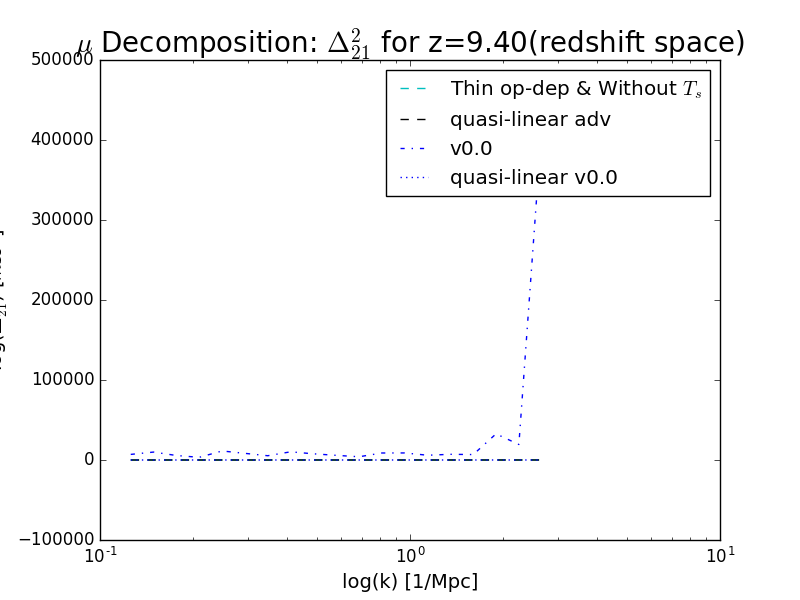 μ Decomposition: Δ²₂₁ for z=9.40(redshift space)
500000
400000
300000
200000
100000
0
−100000
Thin op-dep & Without Tₛ
quasi-linear adv
v0.0
quasi-linear v0.0
10⁻¹
10⁰
10¹
log(k) [1/Mpc]